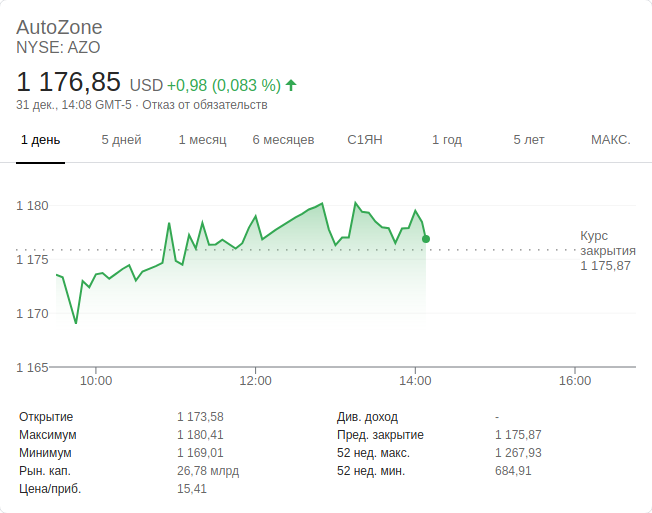 AutoZone
NYSE: AZO
1 176,85 USD +0,98 (0,083 %)
31 дек., 14:08 GMT-5 · Отказ от обязательств
1 день 5 дней 1 месяц 6 месяцев С1ЯН 1 год 5 лет МАКС.
1 180
1 175
1 170
1 165
Курс
закрытия
1 175,87
10:00 12:00 14:00 16:00
Открытие 1 173,58 Див. доход -
Максимум 1 180,41 Пред. закрытие 1 175,87
Минимум 1 169,01 52 нед. макс. 1 267,93
Рын. кап. 26,78 млрд 52 нед. мин. 684,91
Цена/приб. 15,41